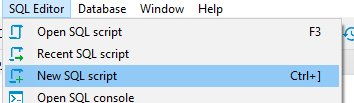 SQL Editor Database Window Help
Open SQL script F3
Recent SQL script
New SQL script Ctrl+]
Open SQL console